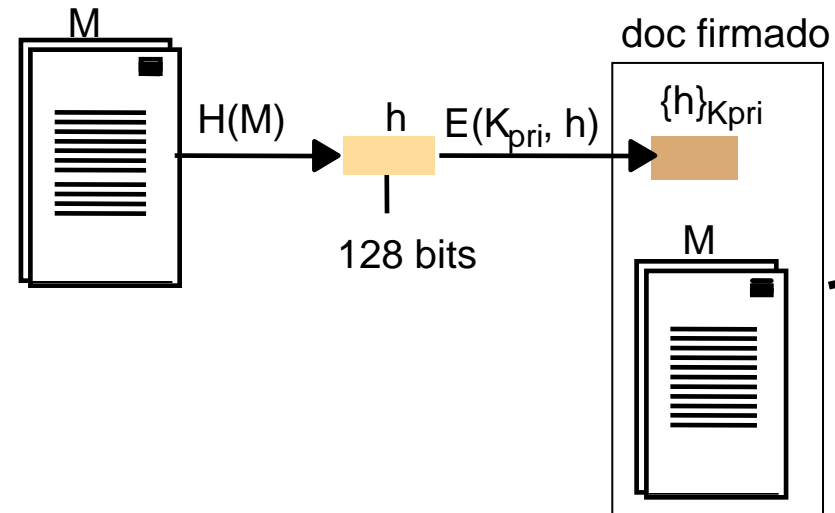 M
doc firmado
H(M)
h
E(Kpri, h)
{h}Kpri
128 bits
M